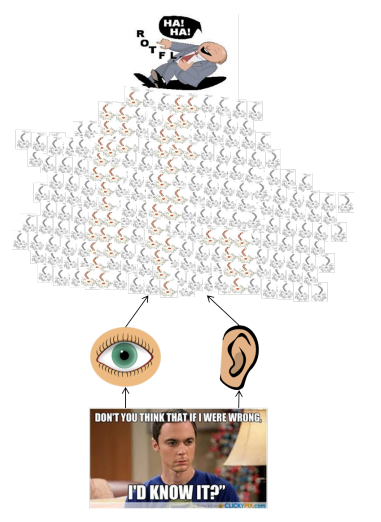 HA!
HA!
ROTFL
DON'T YOU THINK THAT IF I WERE WRONG,
I'D KNOW IT?"
CLICKYPIX.COM